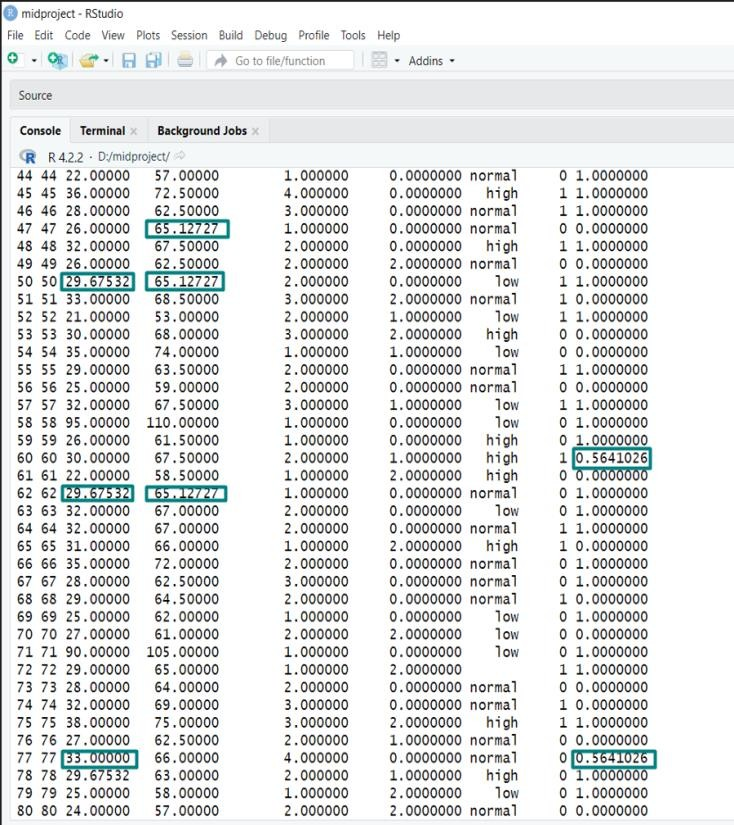 midproject - RStudio
File Edit Code View Plots Session Build Debug Profile Tools Help
Go to file/function Addins
Source
Console Terminal × Background Jobs ×
R 4.2.2 · D:/midproject/
44 44 22.00000 57.00000 1.000000 0.0000000 normal 0 1.0000000
45 45 36.00000 72.50000 4.000000 0.0000000 high 1 1.0000000
46 46 28.00000 62.50000 3.000000 0.0000000 normal 1 1.0000000
47 47 26.00000 65.12727 1.000000 0.0000000 normal 0 0.0000000
48 48 32.00000 67.50000 2.000000 0.0000000 high 1 1.0000000
49 49 26.00000 62.50000 2.000000 2.0000000 normal 0 0.0000000
50 50 29.67532 65.12727 2.000000 0.0000000 low 1 1.0000000
51 51 33.00000 68.50000 3.000000 2.0000000 normal 1 0.0000000
52 52 21.00000 53.00000 2.000000 1.0000000 low 1 1.0000000
53 53 30.00000 68.00000 3.000000 2.0000000 high 0 0.0000000
54 54 35.00000 74.00000 1.000000 1.0000000 low 0 0.0000000
55 55 29.00000 63.50000 2.000000 0.0000000 normal 1 1.0000000
56 56 25.00000 59.00000 2.000000 0.0000000 normal 0 0.0000000
57 57 32.00000 67.50000 3.000000 1.0000000 low 1 1.0000000
58 58 95.00000 110.00000 1.000000 0.0000000 low 0 1.0000000
59 59 26.00000 61.50000 1.000000 0.0000000 high 0 1.0000000
60 60 30.00000 67.50000 2.000000 1.0000000 high 1 0.5641026
61 61 22.00000 58.50000 1.000000 2.0000000 high 0 0.0000000
62 62 29.67532 65.12727 1.000000 0.0000000 normal 0 1.0000000
63 63 32.00000 67.00000 2.000000 0.0000000 low 0 1.0000000
64 64 32.00000 67.00000 2.000000 0.0000000 normal 1 1.0000000
65 65 31.00000 66.00000 1.000000 2.0000000 high 1 0.0000000
66 66 35.00000 72.00000 2.000000 0.0000000 normal 0 1.0000000
67 67 28.00000 62.50000 3.000000 0.0000000 normal 0 1.0000000
68 68 29.00000 64.50000 2.000000 0.0000000 normal 1 0.0000000
69 69 25.00000 62.00000 1.000000 0.0000000 low 0 1.0000000
70 70 27.00000 61.00000 2.000000 2.0000000 low 0 0.0000000
71 71 90.00000 105.00000 1.000000 0.0000000 low 0 1.0000000
72 72 29.00000 65.00000 1.000000 2.0000000 1 1.0000000
73 73 28.00000 64.00000 2.000000 0.0000000 normal 0 0.0000000
74 74 32.00000 69.00000 3.000000 0.0000000 normal 1 0.0000000
75 75 38.00000 75.00000 3.000000 2.0000000 high 1 1.0000000
76 76 27.00000 62.50000 2.000000 1.0000000 normal 0 0.0000000
77 77 33.00000 66.00000 4.000000 0.0000000 normal 0 0.5641026
78 78 29.67532 63.00000 2.000000 1.0000000 high 0 1.0000000
79 79 25.00000 58.00000 1.000000 2.0000000 low 0 1.0000000
80 80 24.00000 57.00000 2.000000 2.0000000 normal 0 0.0000000